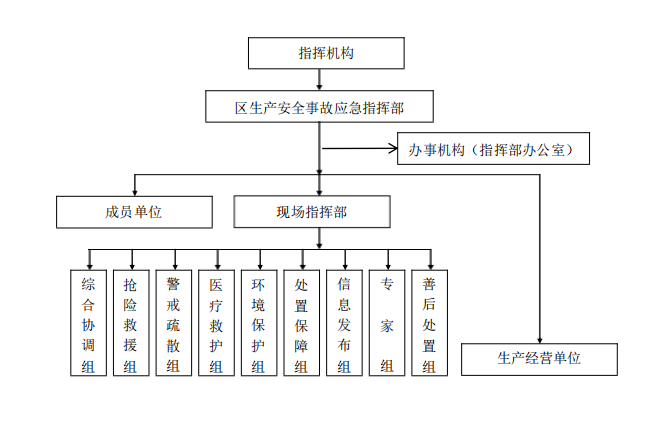 指挥机构
区生产安全事故应急指挥部
办事机构（指挥部办公室）
成员单位
现场指挥部
综合协调组
抢险救援组
警戒疏散组
医疗救护组
环境保护组
处置保障组
信息发布组
专家组
善后处置组
生产经营单位